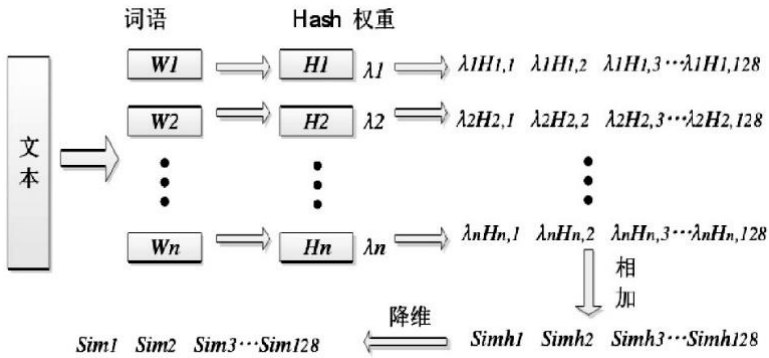 词语 Hash 权重
W1 H1 λ1 λ1H1,1 λ1H1,2 λ1H1,3···λ1H1,128
W2 H2 λ2 λ2H2,1 λ2H2,2 λ2H2,3···λ2H2,128
文本
Wn Hn λn λnHn,1 λnHn,2 λnHn,3···λnHn,128
相加
降维
Sim1 Sim2 Sim3···Sim128 Simh1 Simh2 Simh3···Simh128